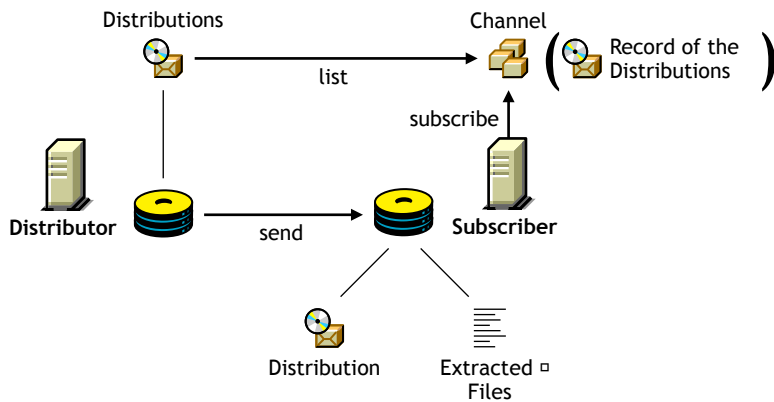 Distributions
Channel
Record of the
Distributions
list
subscribe
Distributor
send
Subscriber
Distribution
Extracted
Files